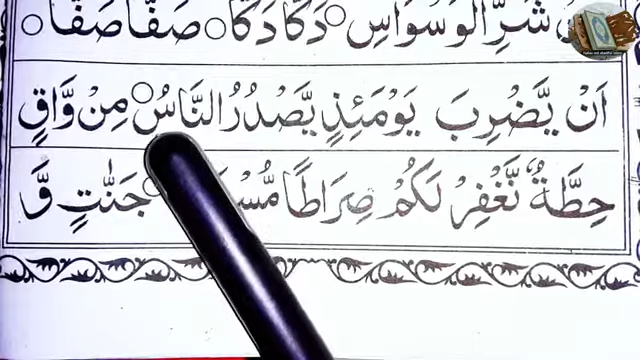 شَرِّالْوَسْوَاسِ ○ دَكًّا دَكًّا ○ صَفًّا صَفًّا ○
اَنْ يَّضْرِبَ يَوْمَئِذٍ يَّصْدُرُ النَّاسُ ○ مِنْ وَّاقٍ
حِطَّةٌ نَّغْفِرْ لَكُمْ صِرَاطًا جَنّٰتٍ وَّ